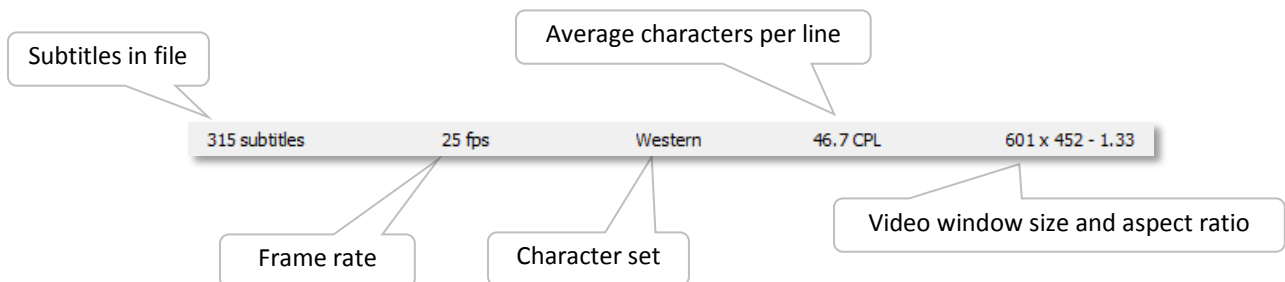 Average characters per line
Subtitles in file
315 subtitles 25 fps Western 46.7 CPL 601 x 452 - 1.33
Video window size and aspect ratio
Frame rate
Character set